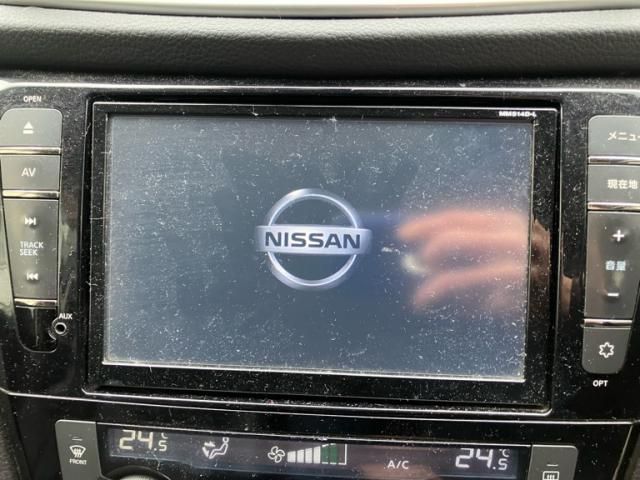 OPEN
MM514D-L
AV
TRACK
SEEK
AUX
NISSAN
メニュー
現在地
+
音量
−
OPT
FRONT
24.5
A/C
24.5